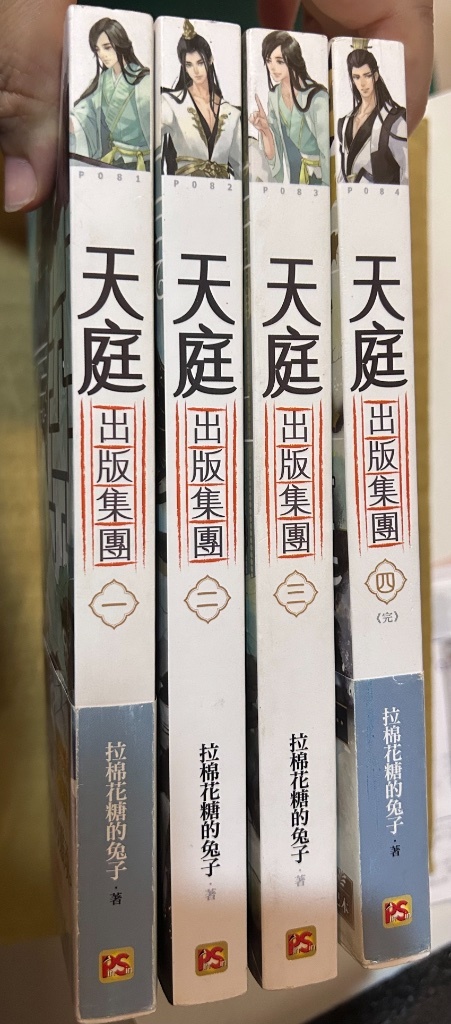 P081
天庭
出版集團
一
拉棉花糖的兔子·著
PS
P082
天庭
出版集團
二
拉棉花糖的兔子·著
PS
P083
天庭
出版集團
三
拉棉花糖的兔子·著
PS
P084
天庭
出版集團
四
《完》
拉棉花糖的兔子·著
PS